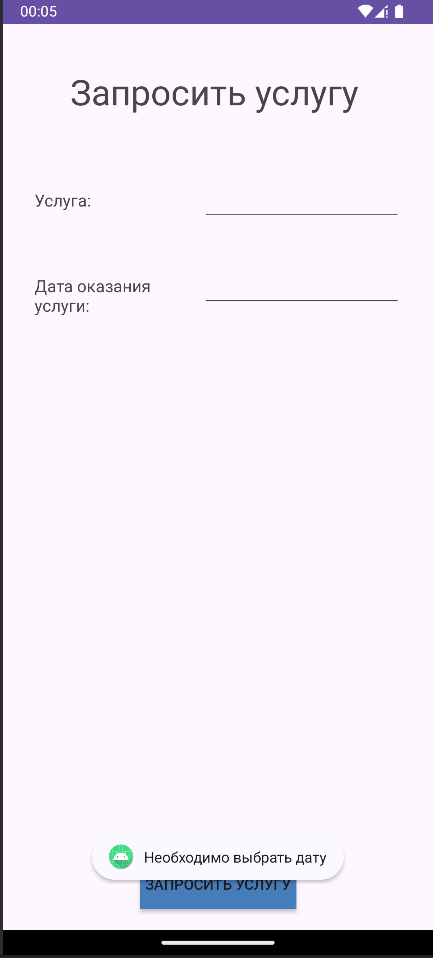 00:05
Запросить услугу
Услуга:
Дата оказания
услуги:
Необходимо выбрать дату
ЗАПРОСИТЬ УСЛУГУ